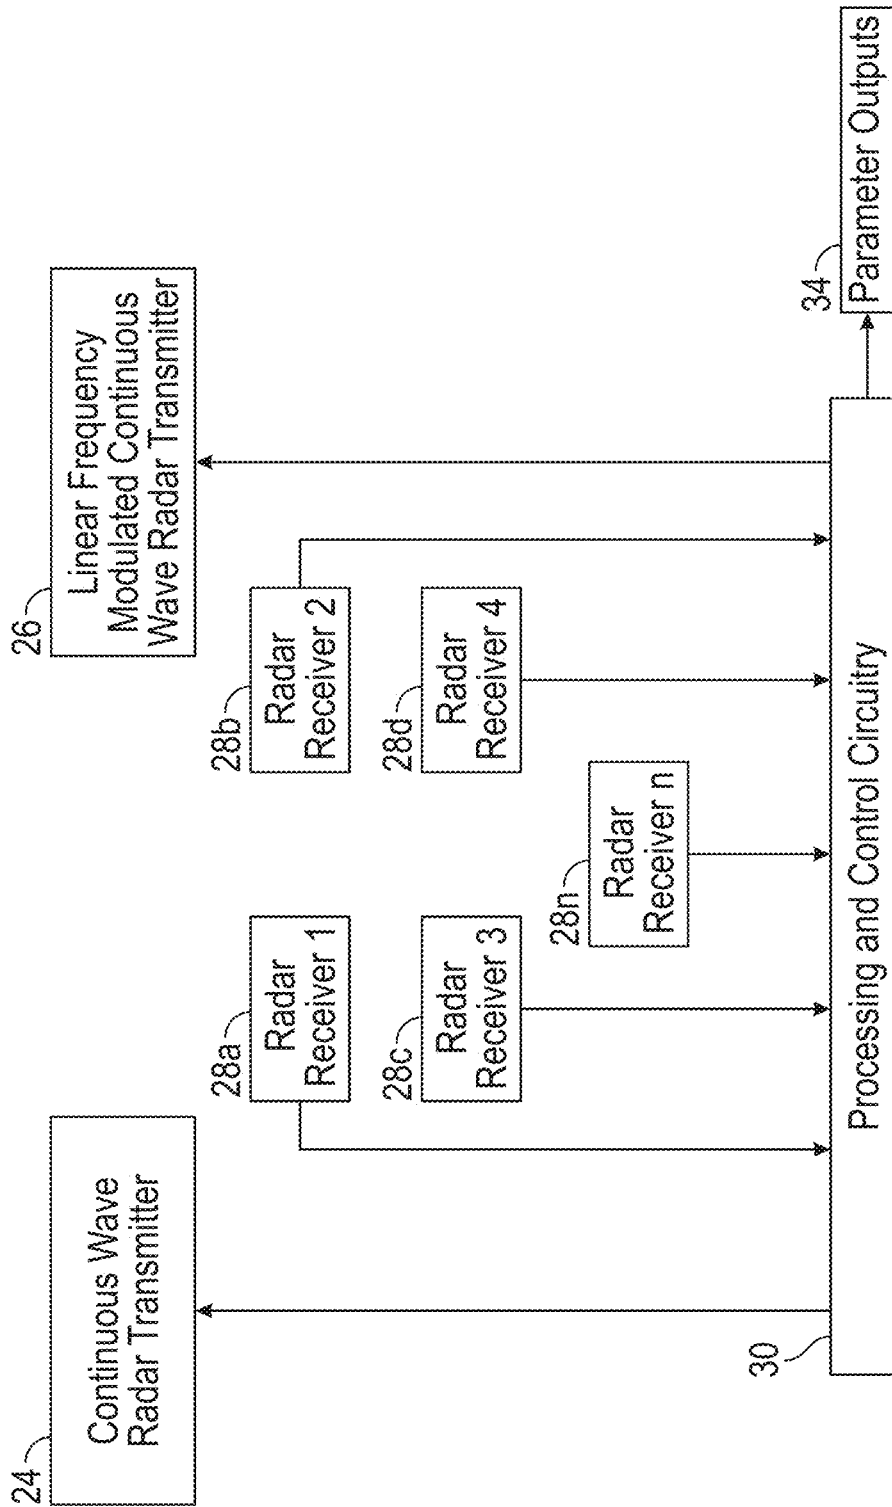 24
Continuous Wave
Radar Transmitter
26
Linear Frequency
Modulated Continuous
Wave Radar Transmitter
28a
Radar
Receiver 1
28b
Radar
Receiver 2
28c
Radar
Receiver 3
28d
Radar
Receiver 4
28n
Radar
Receiver n
30
Processing and Control Circuitry
34
Parameter Outputs